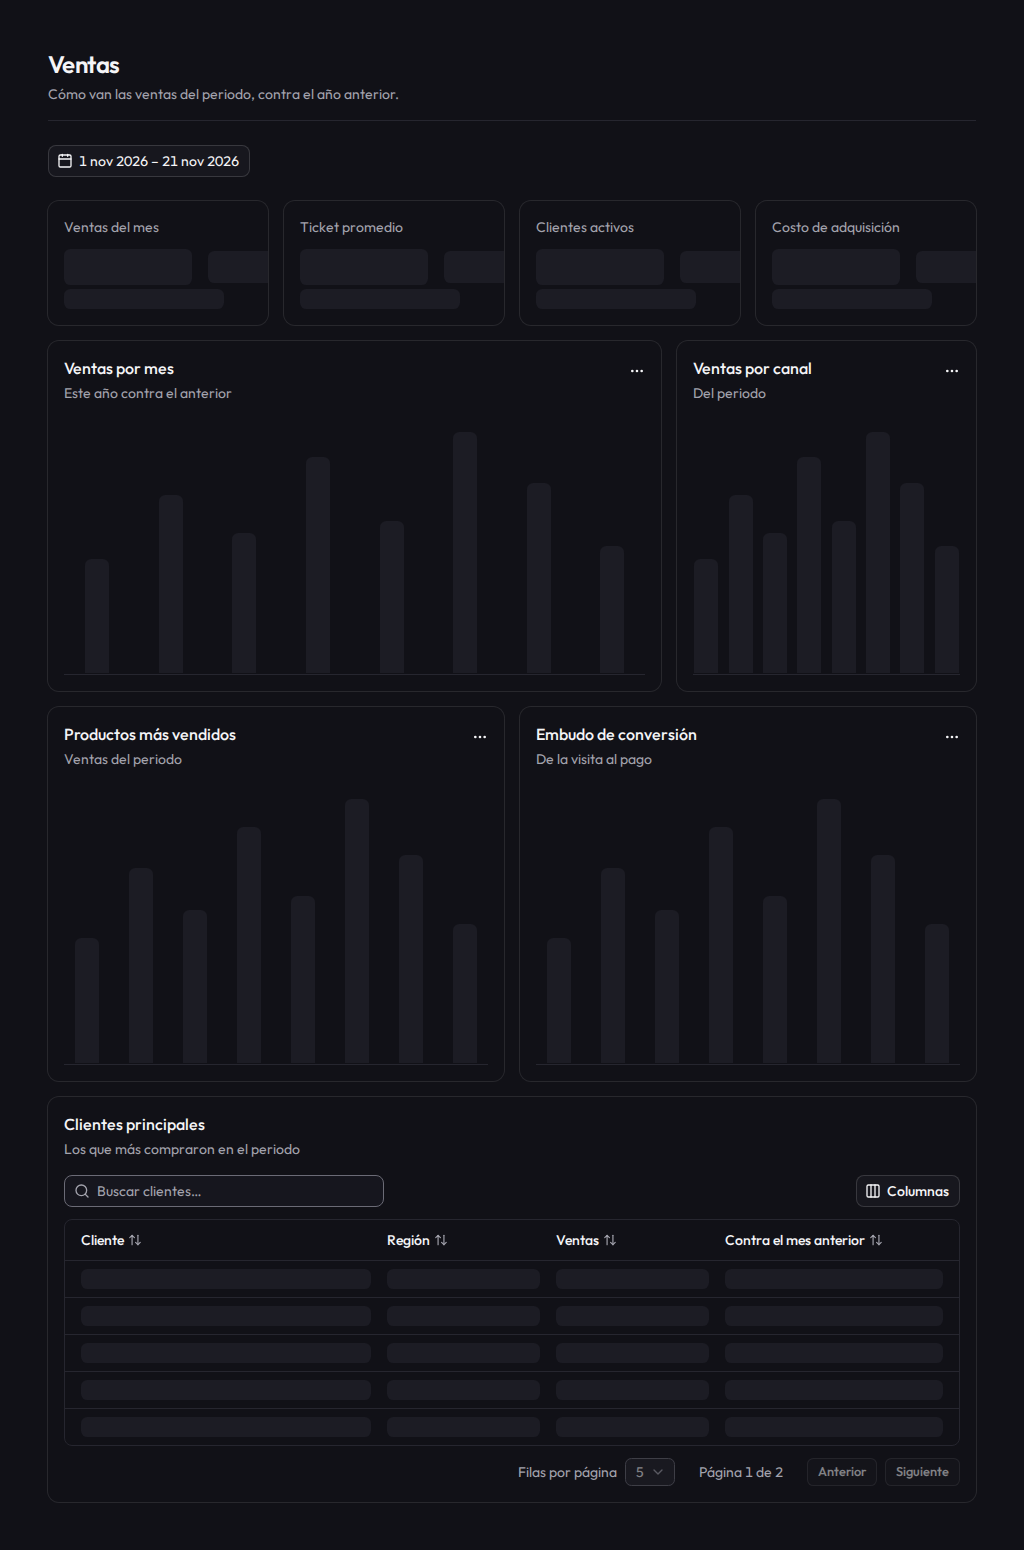 Ventas
Cómo van las ventas del periodo, contra el año anterior.
1 nov 2026 – 21 nov 2026
Ventas del mes
Ticket promedio
Clientes activos
Costo de adquisición
Ventas por mes
Este año contra el anterior
Ventas por canal
Del periodo
Productos más vendidos
Ventas del periodo
Embudo de conversión
De la visita al pago
Clientes principales
Los que más compraron en el periodo
Buscar clientes...
Columnas
Cliente
Región
Ventas
Contra el mes anterior
Filas por página
5
Página 1 de 2
Anterior
Siguiente